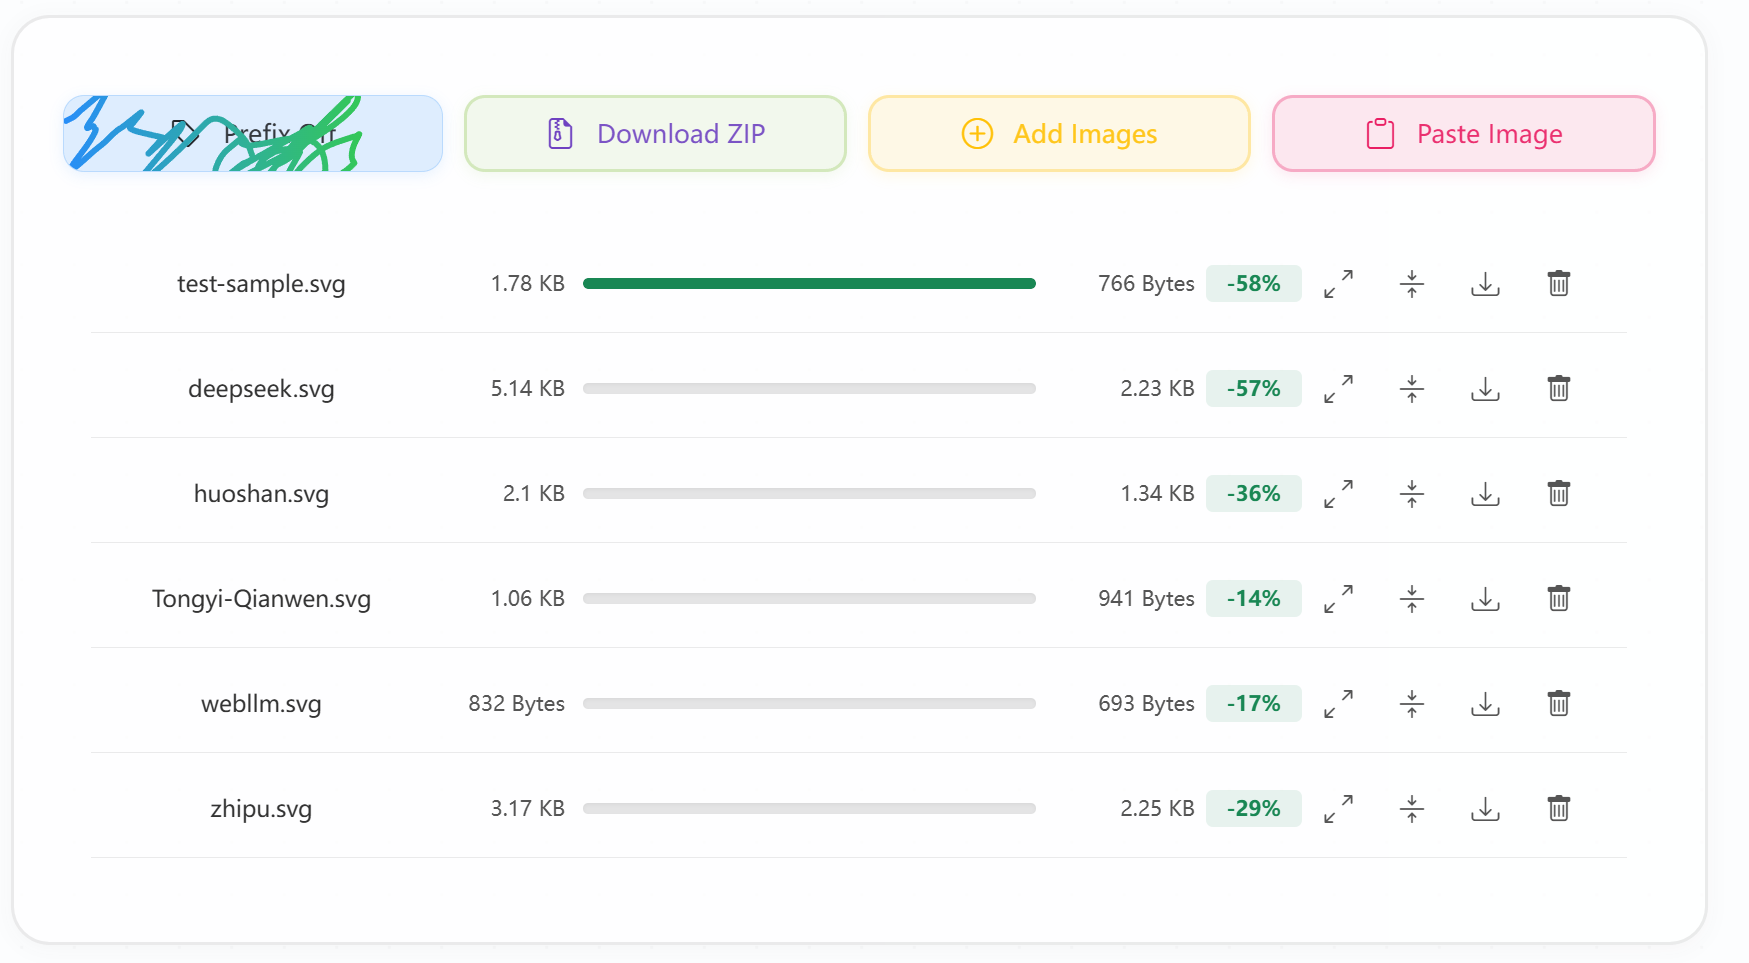 Prefix Off
Download ZIP
Add Images
Paste Image
test-sample.svg 1.78 KB 766 Bytes -58%
deepseek.svg 5.14 KB 2.23 KB -57%
huoshan.svg 2.1 KB 1.34 KB -36%
Tongyi-Qianwen.svg 1.06 KB 941 Bytes -14%
webllm.svg 832 Bytes 693 Bytes -17%
zhipu.svg 3.17 KB 2.25 KB -29%